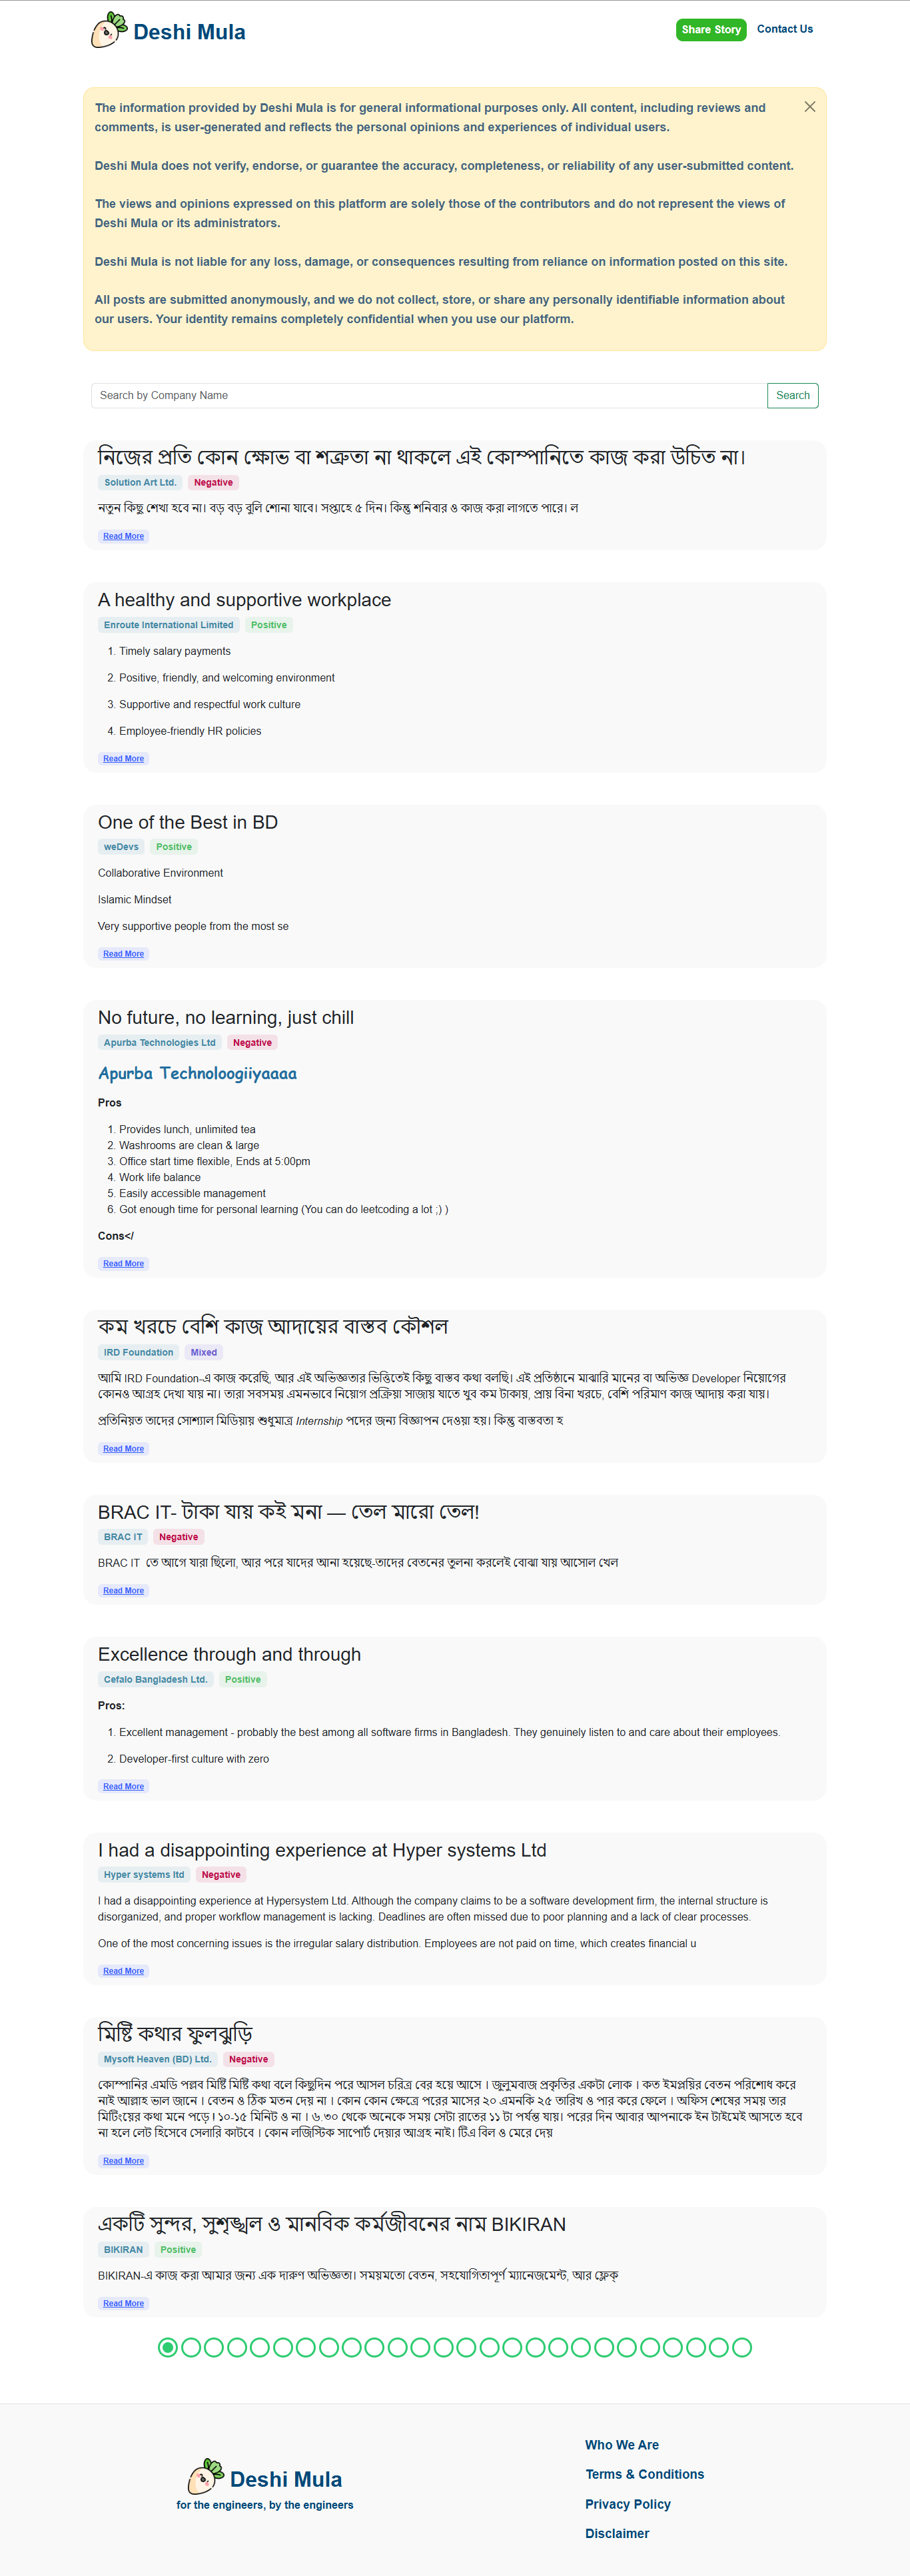 Deshi Mula
Share Story
Contact Us
The information provided by Deshi Mula is for general informational purposes only. All content, including reviews and
comments, is user-generated and reflects the personal opinions and experiences of individual users.
Deshi Mula does not verify, endorse, or guarantee the accuracy, completeness, or reliability of any user-submitted content.
The views and opinions expressed on this platform are solely those of the contributors and do not represent the views of
Deshi Mula or its administrators.
Deshi Mula is not liable for any loss, damage, or consequences resulting from reliance on information posted on this site.
All posts are submitted anonymously, and we do not collect, store, or share any personally identifiable information about
our users. Your identity remains completely confidential when you use our platform.
Search by Company Name
Search
নিজের প্রতি কোন ক্ষোভ বা শত্রুতা না থাকলে এই কোম্পানিতে কাজ করা উচিত না।
Solution Art Ltd. Negative
নতুন কিছু শেখা হবে না। বড় বড় বুলি শোনা যাবে। সপ্তাহে ৫ দিন। কিন্তু শনিবার ও কাজ করা লাগতে পারে। ল
Read More
A healthy and supportive workplace
Enroute International Limited Positive
1. Timely salary payments
2. Positive, friendly, and welcoming environment
3. Supportive and respectful work culture
4. Employee-friendly HR policies
Read More
One of the Best in BD
weDevs Positive
Collaborative Environment
Islamic Mindset
Very supportive people from the most se
Read More
No future, no learning, just chill
Apurba Technologies Ltd Negative
Apurba Technoloogiiyaaaa
Pros
1. Provides lunch, unlimited tea
2. Washrooms are clean & large
3. Office start time flexible, Ends at 5:00pm
4. Work life balance
5. Easily accessible management
6. Got enough time for personal learning (You can do leetcoding a lot ;) )
Cons</
Read More
কম খরচে বেশি কাজ আদায়ের বাস্তব কৌশল
IRD Foundation Mixed
আমি IRD Foundation-এ কাজ করেছি, আর এই অভিজ্ঞতার ভিত্তিতেই কিছু বাস্তব কথা বলছি। এই প্রতিষ্ঠানে মাঝারি মানের বা অভিজ্ঞ Developer নিয়োগের
কোনও আগ্রহ দেখা যায় না। তারা সবসময় এমনভাবে নিয়োগ প্রক্রিয়া সাজায় যাতে খুব কম টাকায়, প্রায় বিনা খরচে, বেশি পরিমাণ কাজ আদায় করা যায়।
প্রতিনিয়ত তাদের সোশ্যাল মিডিয়ায় শুধুমাত্র Internship পদের জন্য বিজ্ঞাপন দেওয়া হয়। কিন্তু বাস্তবতা হ
Read More
BRAC IT- টাকা যায় কই মনা — তেল মারো তেল!
BRAC IT Negative
BRAC IT তে আগে যারা ছিলো, আর পরে যাদের আনা হয়েছে-তাদের বেতনের তুলনা করলেই বোঝা যায় আসোল খেল
Read More
Excellence through and through
Cefalo Bangladesh Ltd. Positive
Pros:
1. Excellent management - probably the best among all software firms in Bangladesh. They genuinely listen to and care about their employees.
2. Developer-first culture with zero
Read More
I had a disappointing experience at Hyper systems Ltd
Hyper systems ltd Negative
I had a disappointing experience at Hypersystem Ltd. Although the company claims to be a software development firm, the internal structure is
disorganized, and proper workflow management is lacking. Deadlines are often missed due to poor planning and a lack of clear processes.
One of the most concerning issues is the irregular salary distribution. Employees are not paid on time, which creates financial u
Read More
মিষ্টি কথার ফুলঝুড়ি
Mysoft Heaven (BD) Ltd. Negative
কোম্পানির এমডি পল্লব মিষ্টি মিষ্টি কথা বলে কিছুদিন পরে আসল চরিত্র বের হয়ে আসে । জুলুমবাজ প্রকৃতির একটা লোক । কত ইমপ্লয়ির বেতন পরিশোধ করে
নাই আল্লাহ ভাল জানে । বেতন ও ঠিক মতন দেয় না । কোন কোন ক্ষেত্রে পরের মাসের ২০ এমনকি ২৫ তারিখ ও পার করে ফেলে । অফিস শেষের সময় তার
মিটিংয়ের কথা মনে পড়ে ! ১০-১৫ মিনিট ও না । ৬.৩০ থেকে অনেকে সময় সেটা রাতের ১১ টা পর্যন্ত যায়। পরের দিন আবার আপনাকে ইন টাইমেই আসতে হবে
না হলে লেট হিসেবে সেলারি কাটবে । কোন লজিস্টিক সাপোর্ট দেয়ার আগ্রহ নাই। টিএ বিল ও মেরে দেয়
Read More
একটি সুন্দর, সুশৃঙ্খল ও মানবিক কর্মজীবনের নাম BIKIRAN
BIKIRAN Positive
BIKIRAN-এ কাজ করা আমার জন্য এক দারুণ অভিজ্ঞতা। সময়মতো বেতন, সহযোগিতাপূর্ণ ম্যানেজমেন্ট, আর ফ্লেক্
Read More
Deshi Mula
for the engineers, by the engineers
Who We Are
Terms & Conditions
Privacy Policy
Disclaimer